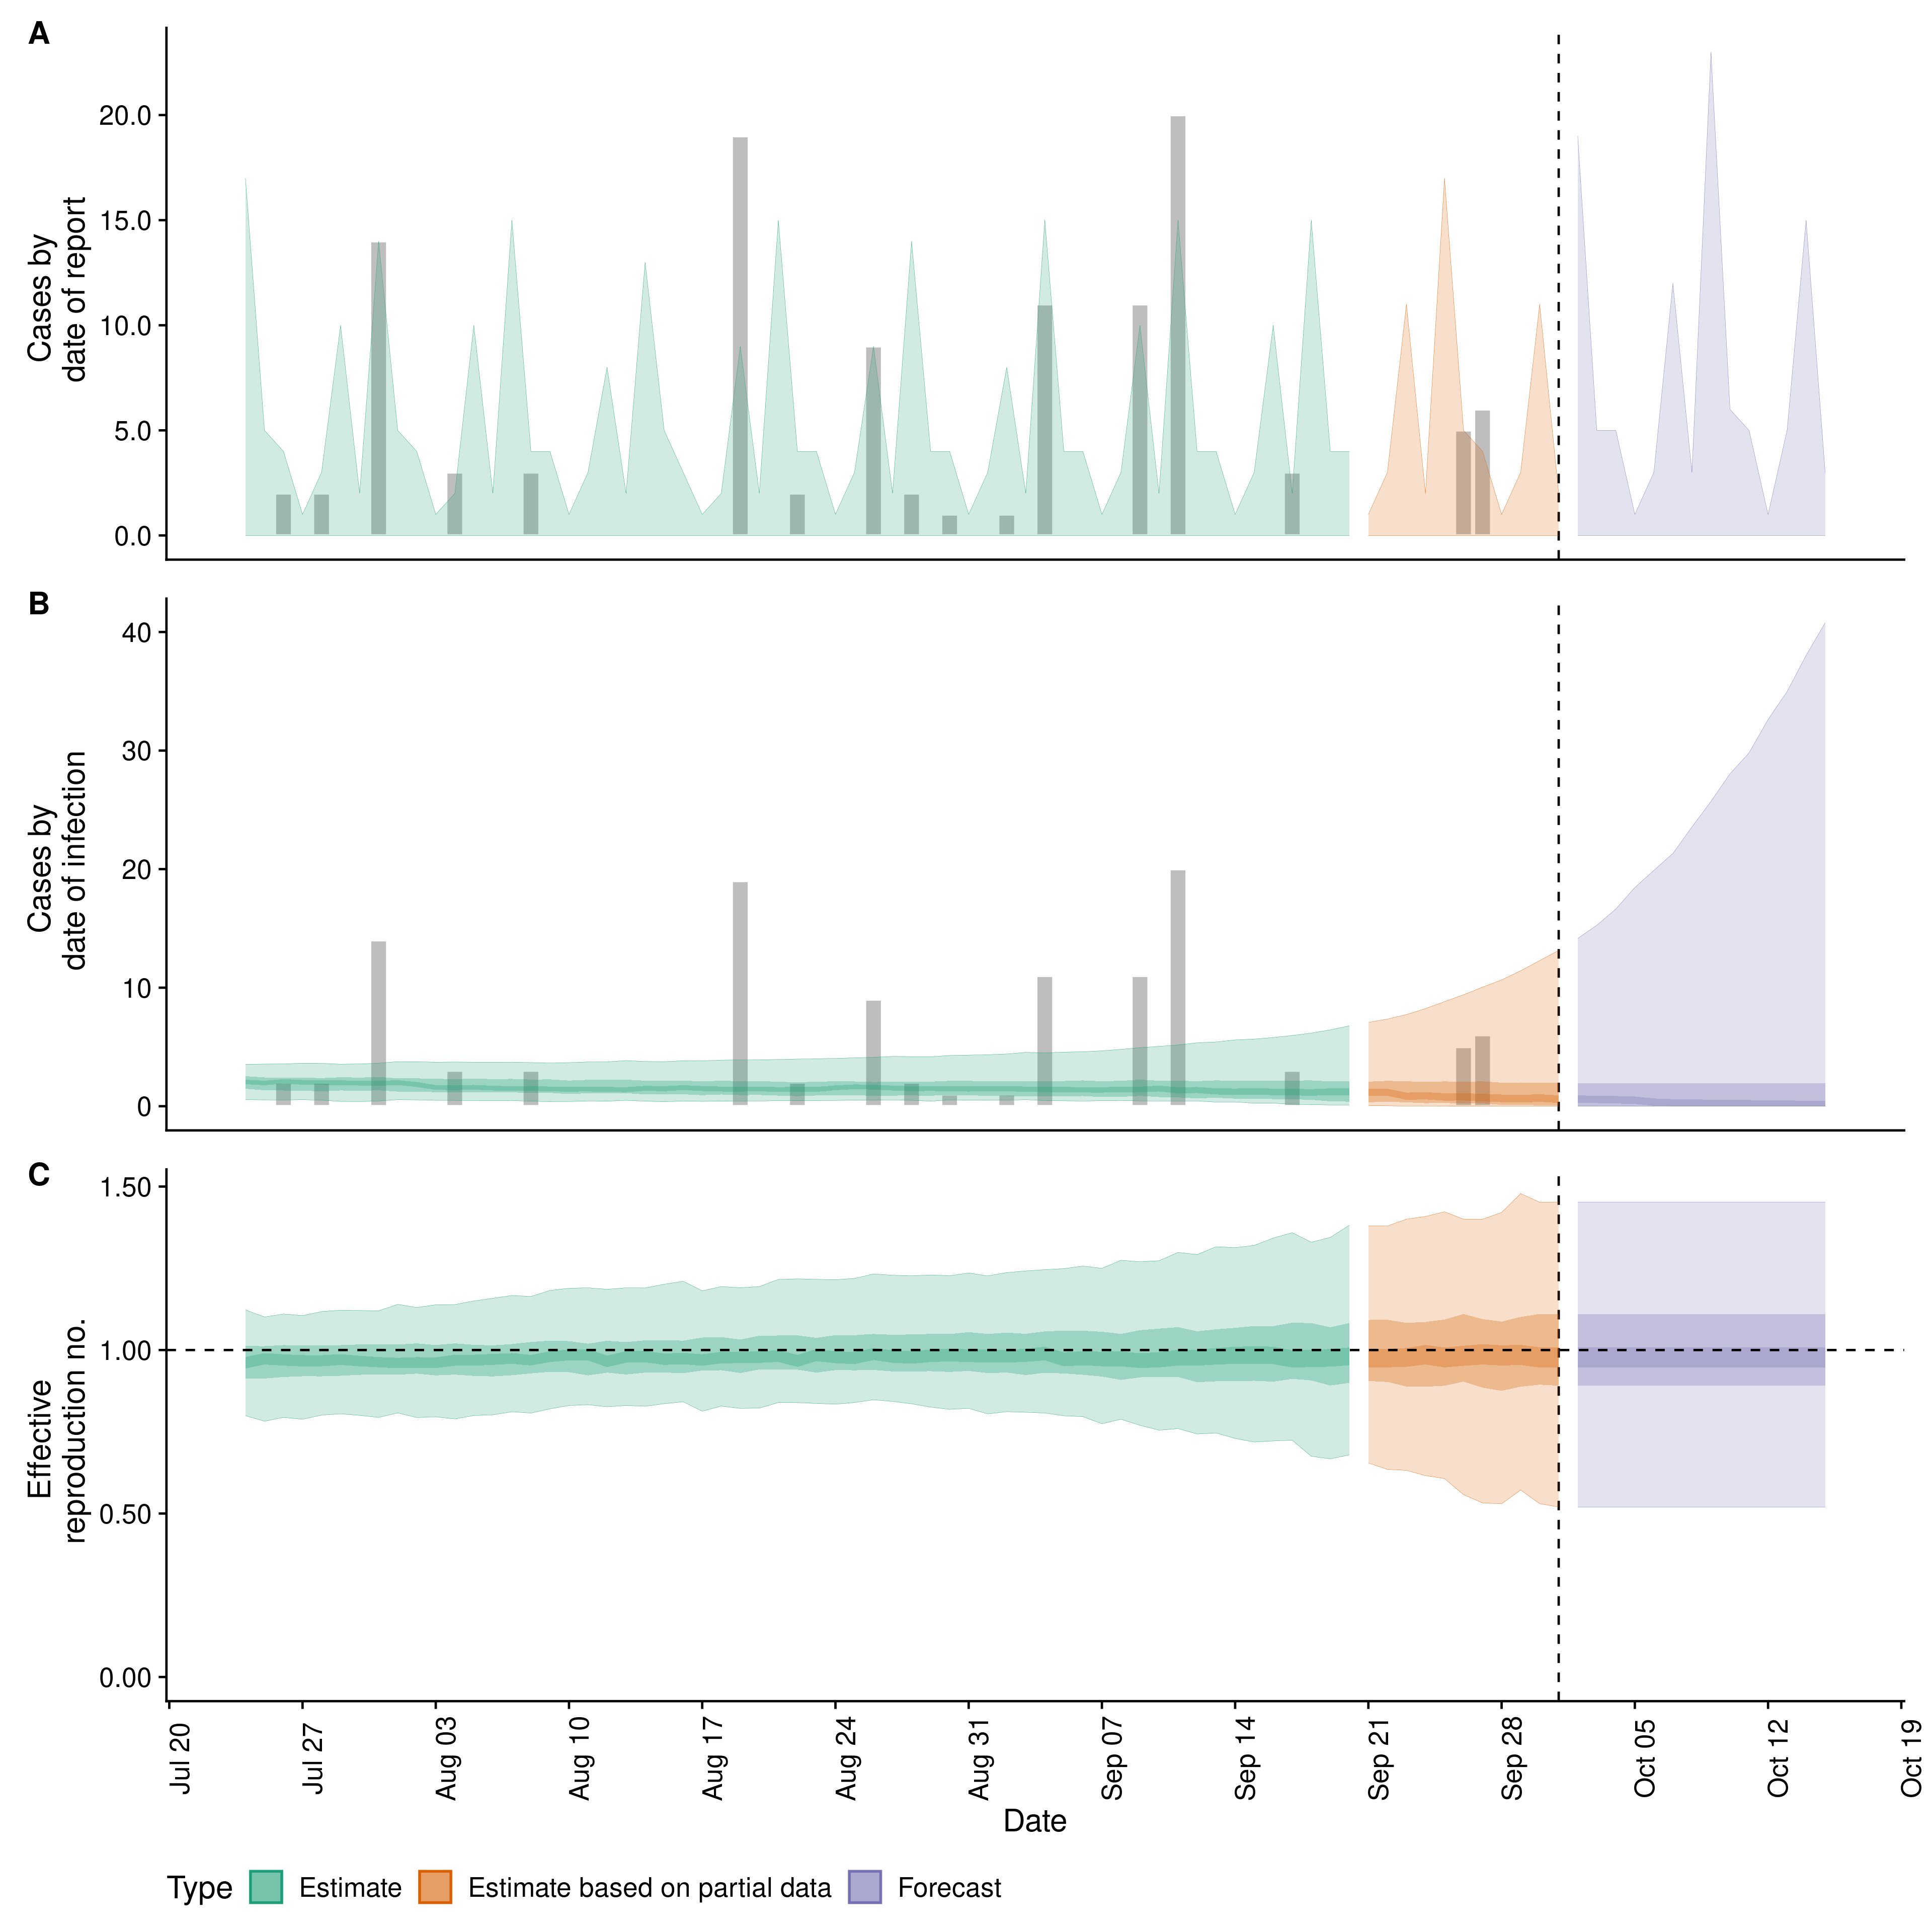 A
Cases by
date of report
20.0
15.0
10.0
5.0
0.0
B
Cases by
date of infection
40
30
20
10
0
C
Effective
reproduction no.
1.50
1.00
0.50
0.00
Jul 20
Jul 27
Aug 03
Aug 10
Aug 17
Aug 24
Aug 31
Sep 07
Sep 14
Sep 21
Sep 28
Oct 05
Oct 12
Oct 19
Date
Type Estimate Estimate based on partial data Forecast